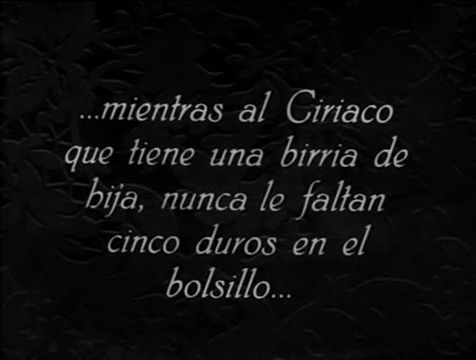 ...mientras al Ciriaco
que tiene una birria de
hija, nunca le faltan
cinco duros en el
bolsillo...